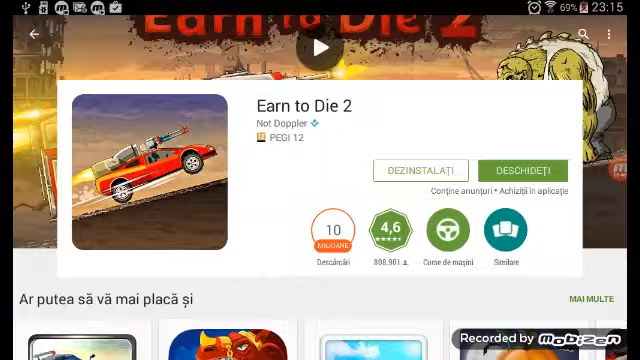 69% 23:15
Earn to Die 2
Earn to Die 2
Not Doppler
12 PEGI 12
DEZINSTALAȚI DESCHIDEȚI
Conține anunțuri • Achiziții în aplicație
10
MILIOANE
4,6
Descărcări
808.901
Curse de mașini
Similare
Ar putea să vă mai placă și
MAI MULTE
Recorded by Mobizen